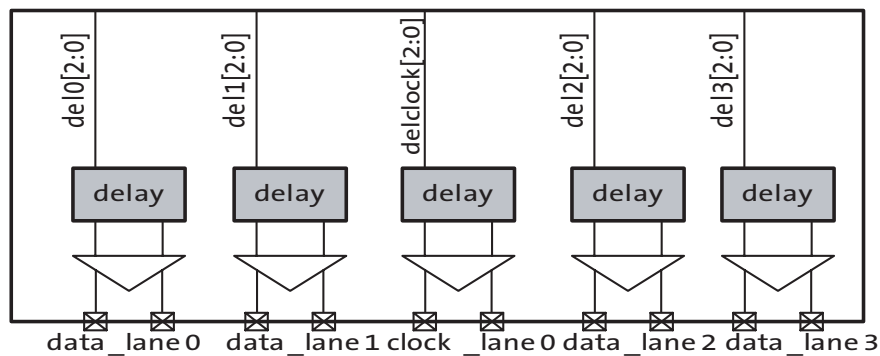 del0[2:0]
del1[2:0]
delclock[2:0]
del2[2:0]
del3[2:0]
delay
delay
delay
delay
delay
data_lane0
data_lane1
clock_lane0
data_lane2
data_lane3